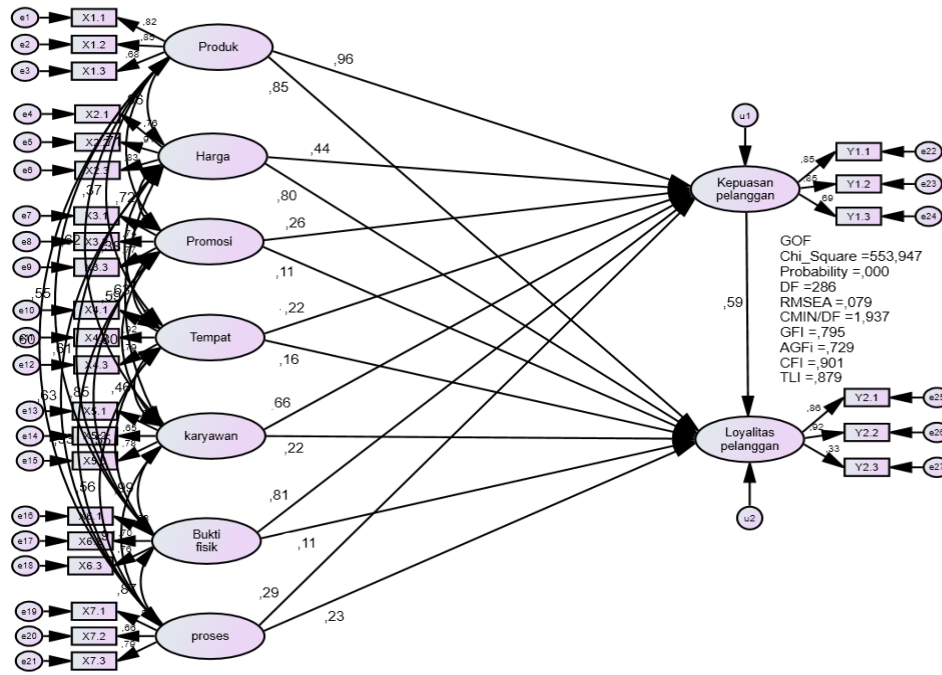 e1
X1.1
,82
e2
X1.2
,85
e3
X1.3
,68
Produk
,96
,85
e4
X2.1
,76
e5
e6
X2.3
,83
Harga
,44
,80
,37
,72
e7
X3.1
e8
e9
Promosi
,26
,11
,55
e10
X4.1
e12
X4.3
Tempat
,22
,16
,61
,46
,63
,85
e13
X5.1
e14
,65
e15
,78
karyawan
,66
,22
,56
,99
e16
e17
e18
X6.3
Bukti
fisik
,81
,11
,87
e19
X7.1
e20
X7.2
,66
e21
X7.3
,79
proses
,29
,23
u1
Kepuasan
pelanggan
,85
Y1.1
e22
,85
Y1.2
e23
,69
Y1.3
e24
,59
GOF
Chi_Square =553,947
Probability =,000
DF =286
RMSEA =,079
CMIN/DF =1,937
GFI =,795
AGFi =,729
CFI =,901
TLI =,879
Loyalitas
pelanggan
,86
Y2.1
e25
,92
Y2.2
e26
,33
Y2.3
e27
u2